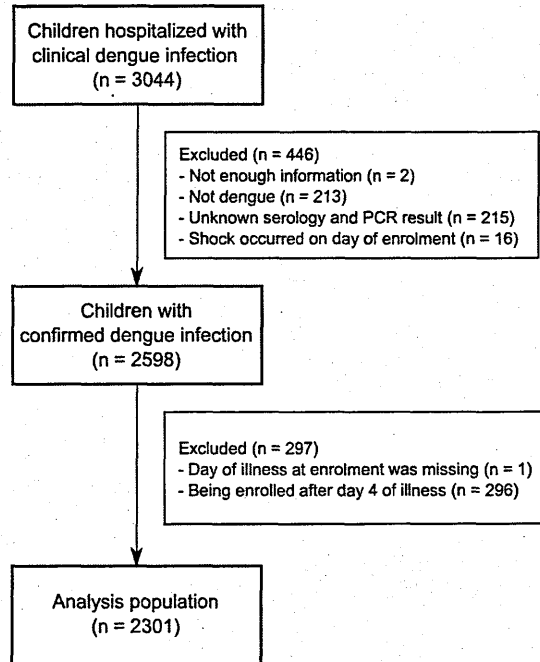 Children hospitalized with
clinical dengue infection
(n = 3044)
Excluded (n = 446)
- Not enough information (n = 2)
- Not dengue (n = 213)
- Unknown serology and PCR result (n = 215)
- Shock occurred on day of enrolment (n = 16)
Children with
confirmed dengue infection
(n = 2598)
Excluded (n = 297)
- Day of illness at enrolment was missing (n = 1)
- Being enrolled after day 4 of illness (n = 296)
Analysis population
(n = 2301)